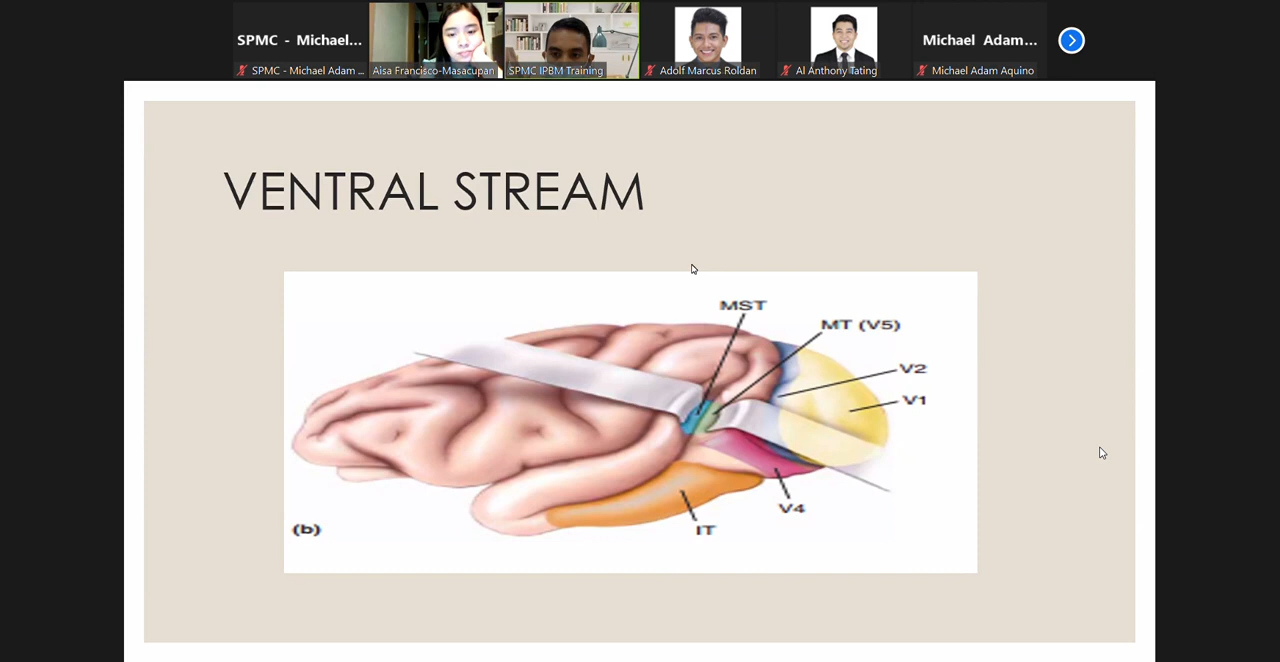 SPMC - Michael...
Michael Adam...
SPMC - Michael Adam ...
Aisa Francisco-Masacupan
SPMC IPBM Training
Adolf Marcus Roldan
Al Anthony Tating
Michael Adam Aquino
VENTRAL STREAM
MST
MT (V5)
V2
V1
V4
IT
(b)